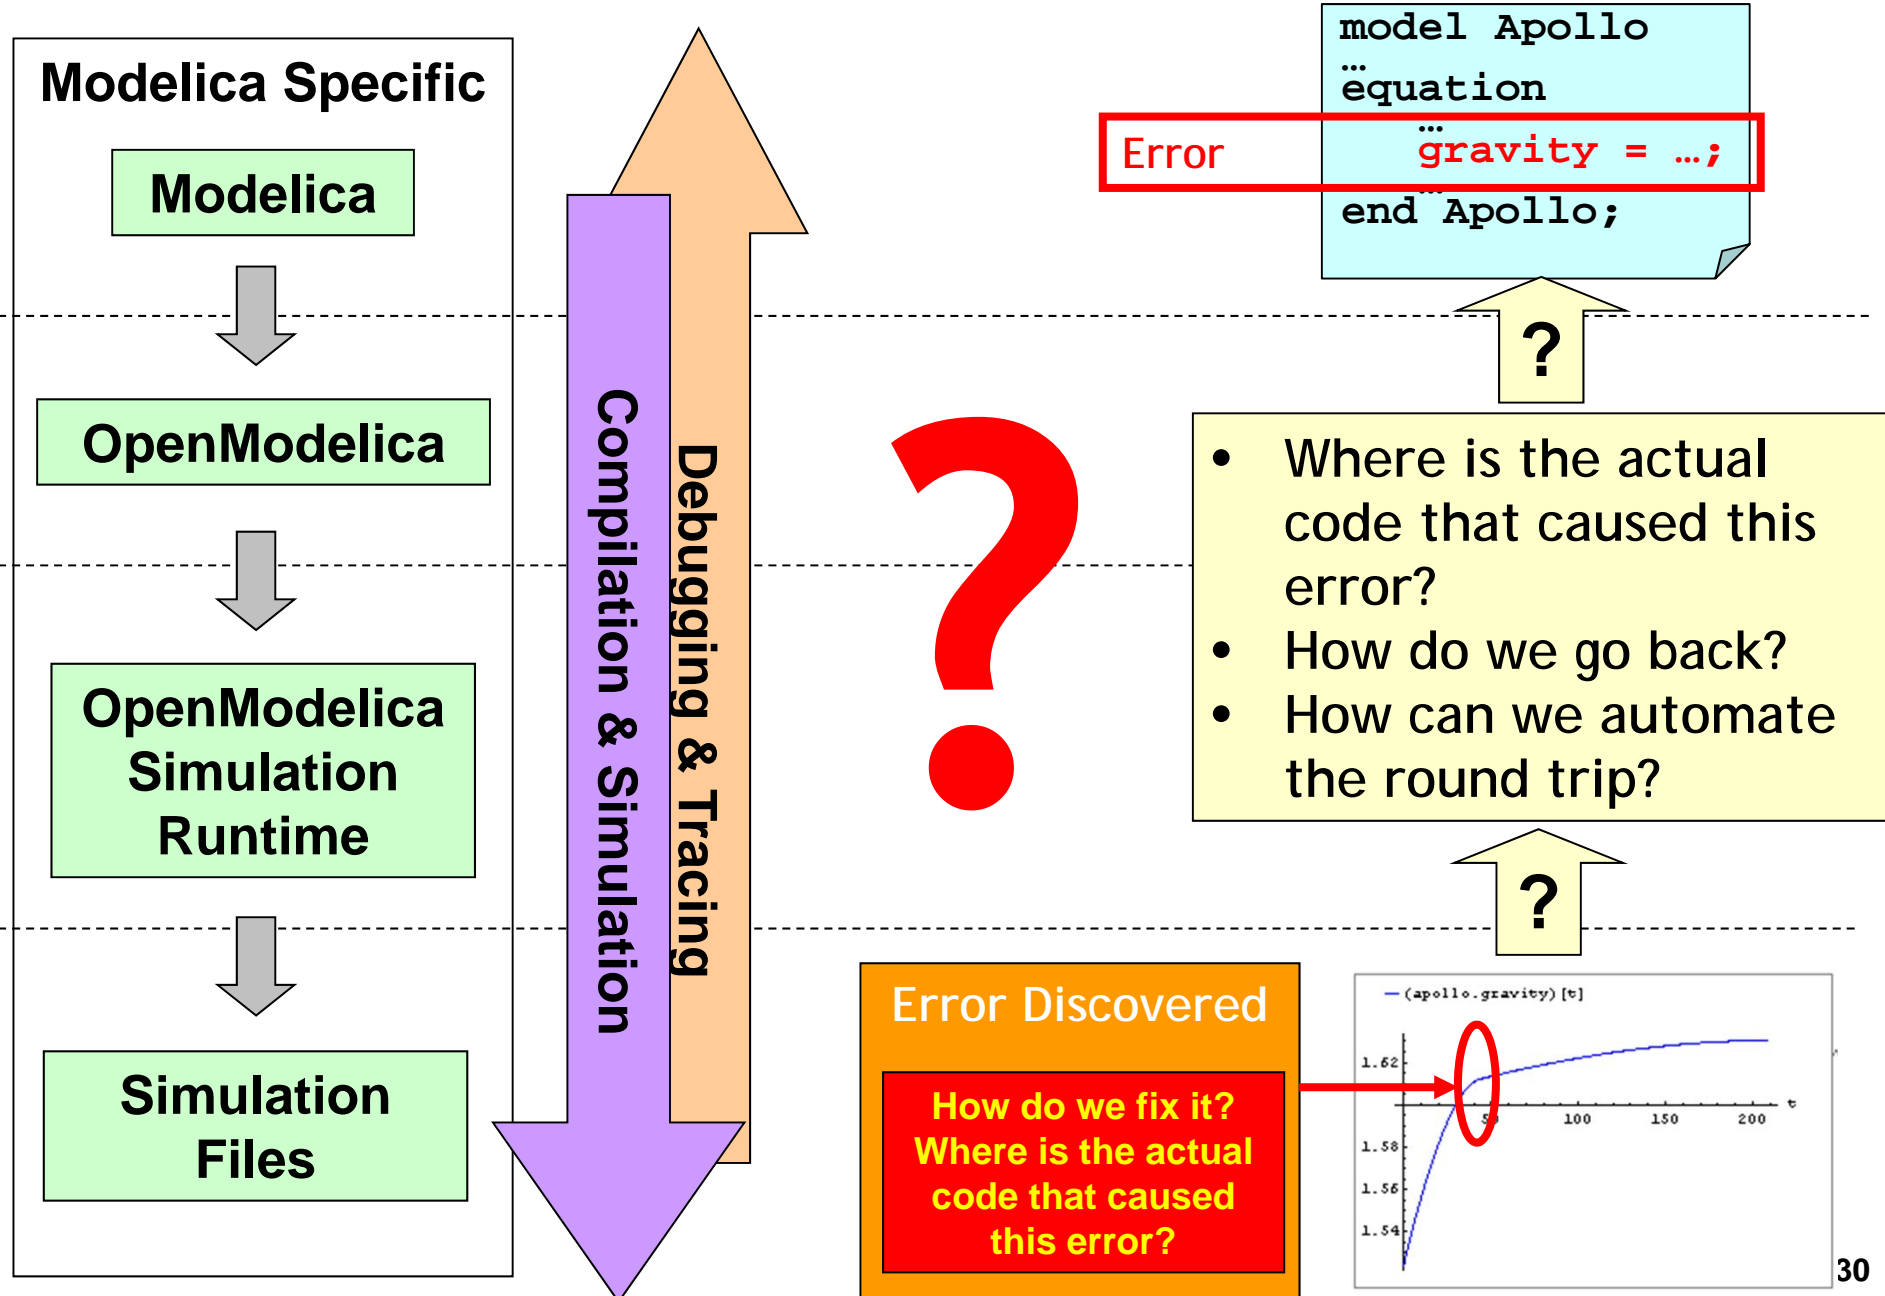 Modelica Specific
Modelica
OpenModelica
OpenModelica
Simulation
Runtime
Simulation
Files
Compilation & Simulation
Debugging & Tracing
?
model Apollo
…
equation
…
Error
gravity = …;
…
end Apollo;
?
• Where is the actual
code that caused this
error?
• How do we go back?
• How can we automate
the round trip?
?
Error Discovered
How do we fix it?
Where is the actual
code that caused
this error?
(apollo.gravity)[t]
1.62
1.58
1.56
1.54
50 100 150 200 t
30